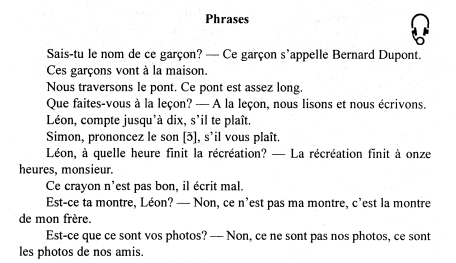 Phrases
Sais-tu le nom de ce garçon? — Ce garçon s'appelle Bernard Dupont.
Ces garçons vont à la maison.
Nous traversons le pont. Ce pont est assez long.
Que faites-vous à la leçon? — A la leçon, nous lisons et nous écrivons.
Léon, compte jusqu'à dix, s'il te plaît.
Simon, prononcez le son [ɔ̃], s'il vous plaît.
Léon, à quelle heure finit la récréation? — La récréation finit à onze
heures, monsieur.
Ce crayon n'est pas bon, il écrit mal.
Est-ce ta montre, Léon? — Non, ce n'est pas ma montre, c'est la montre
de mon frère.
Est-ce que ce sont vos photos? — Non, ce ne sont pas nos photos, ce sont
les photos de nos amis.